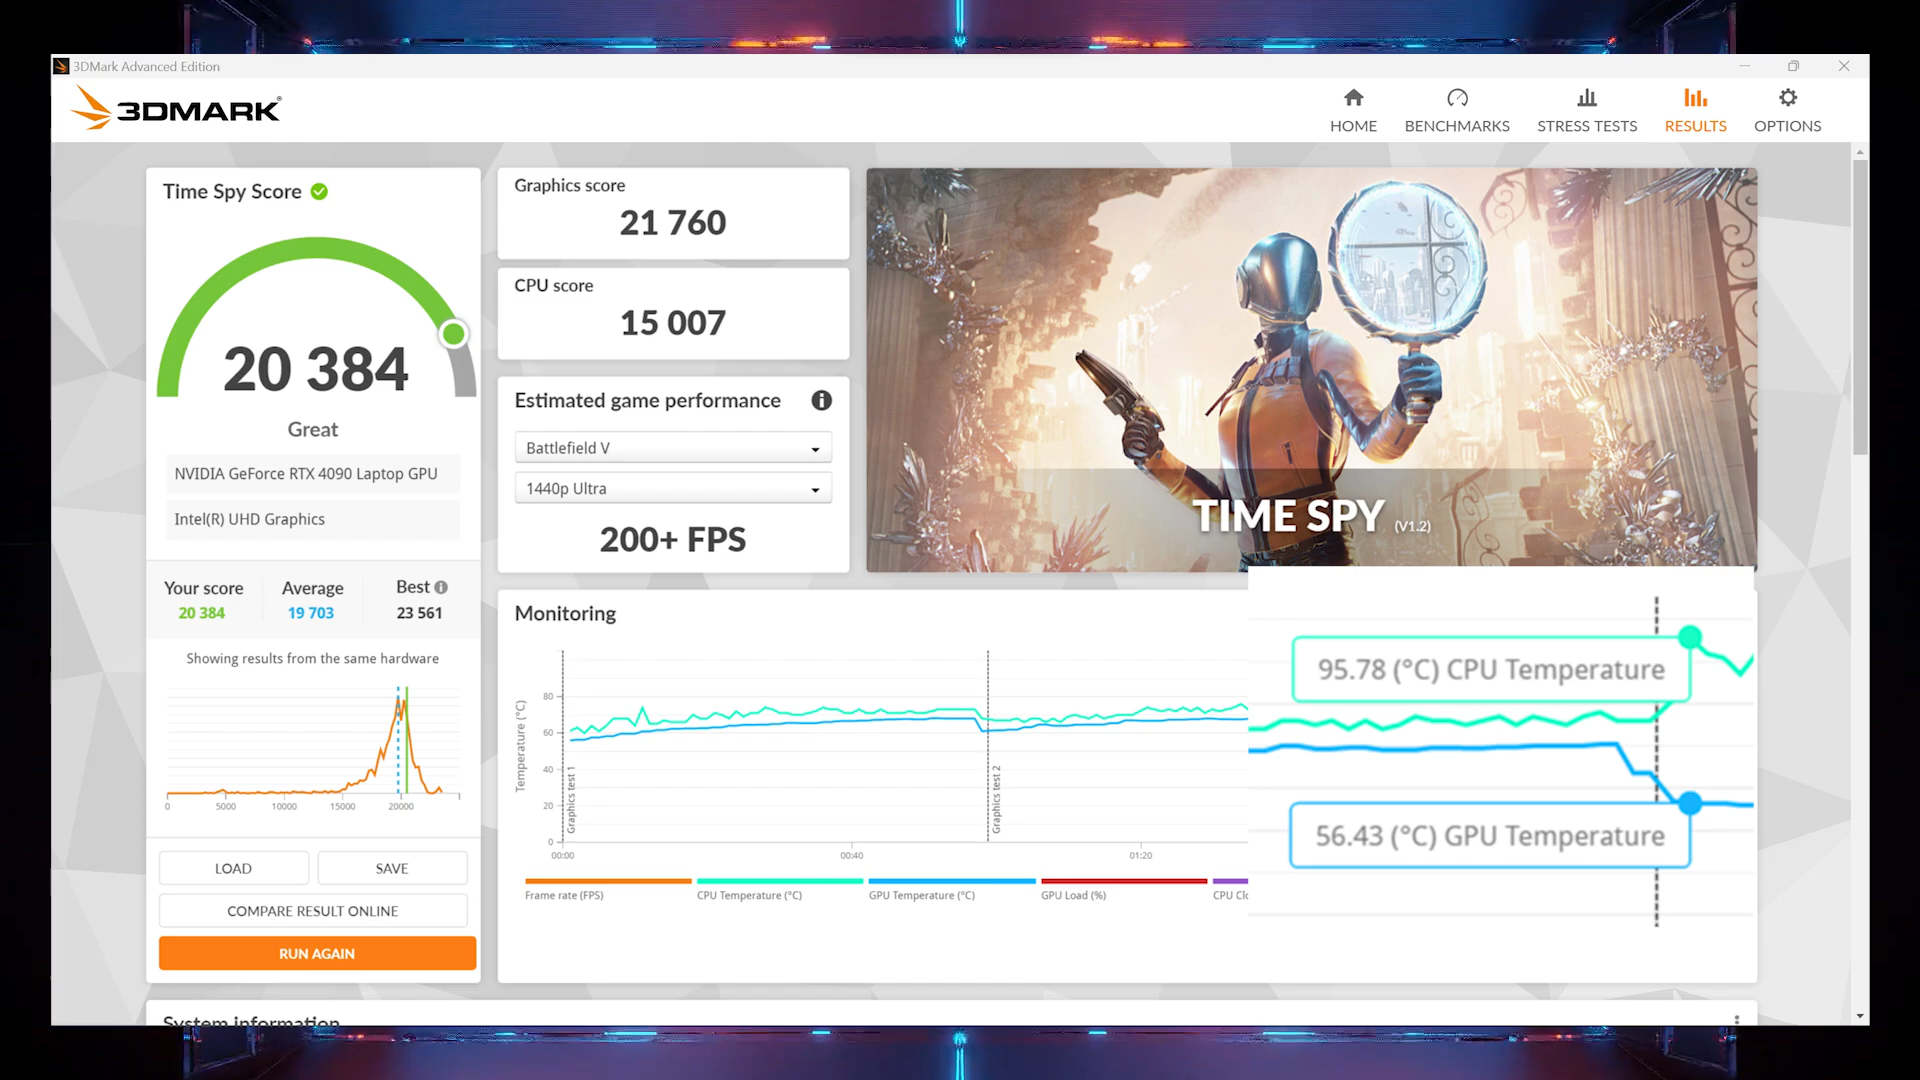 3DMark Advanced Edition
3DMARK®
HOME
BENCHMARKS
STRESS TESTS
RESULTS
OPTIONS
Time Spy Score
20 384
Great
NVIDIA GeForce RTX 4090 Laptop GPU
Intel(R) UHD Graphics
Your score
20 384
Average
19 703
Best
23 561
Showing results from the same hardware
0 5000 10000 15000 20000
LOAD
SAVE
COMPARE RESULT ONLINE
RUN AGAIN
Graphics score
21 760
CPU score
15 007
Estimated game performance
Battlefield V
1440p Ultra
200+ FPS
TIME SPY (V1.2)
Monitoring
Temperature (°C)
80
60
40
20
0
Graphics test 1
Graphics test 2
00:00 00:40 01:20
Frame rate (FPS)
CPU Temperature (°C)
GPU Temperature (°C)
GPU Load (%)
CPU Clo
95.78 (°C) CPU Temperature
56.43 (°C) GPU Temperature
System information